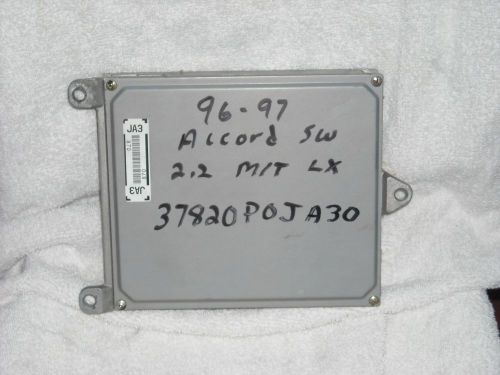 96-97
Accord SW
2.2 M/T LX
37820P0JA30
JA3
JA3